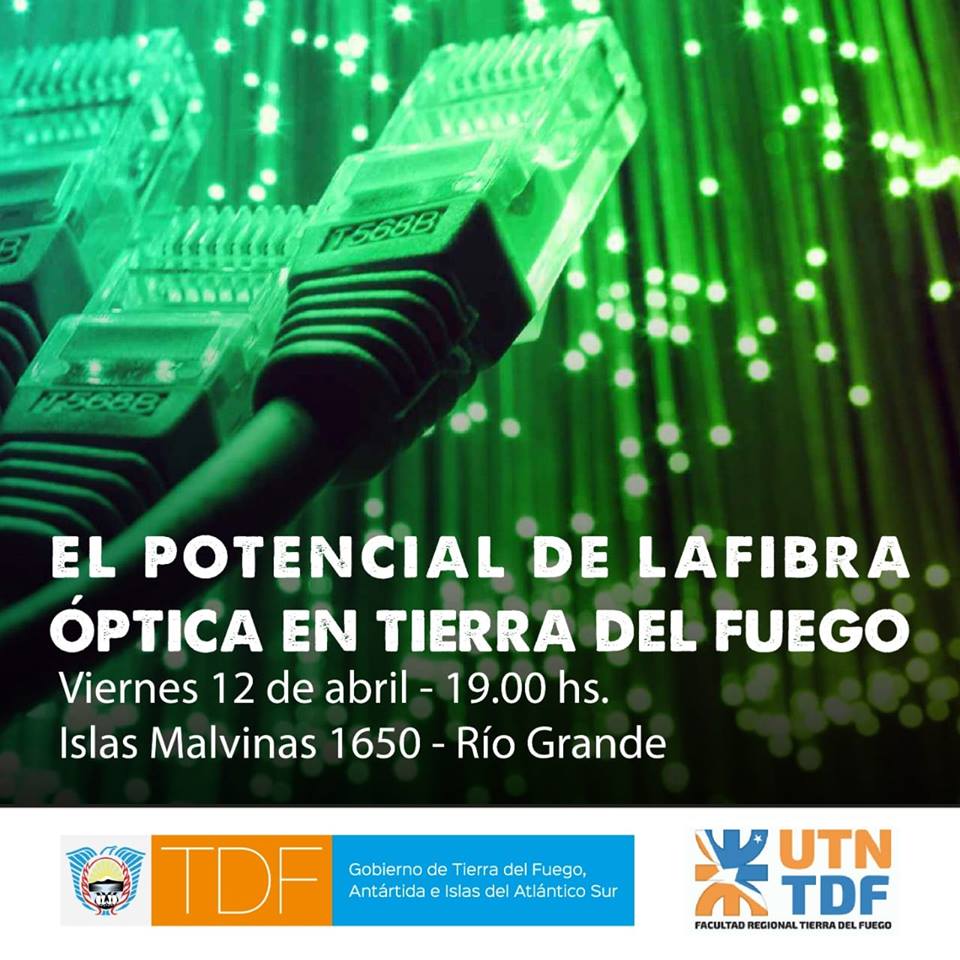 T568B
B
T568B
EL POTENCIAL DE LAFIBRA
ÓPTICA EN TIERRA DEL FUEGO
Viernes 12 de abril - 19.00 hs.
Islas Malvinas 1650 - Río Grande
TDF
Gobierno de Tierra del Fuego,
Antártida e Islas del Atlántico Sur
UTN
TDF
FACULTAD REGIONAL TIERRA DEL FUEGO